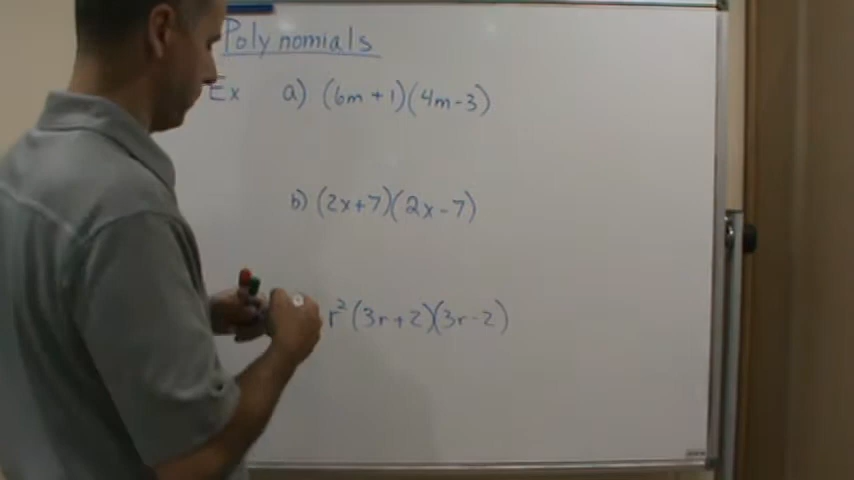 Polynomials
Ex a) (6m+1)(4m-3)
b) (2x+7)(2x-7)
r²(3r+2)(3r-2)